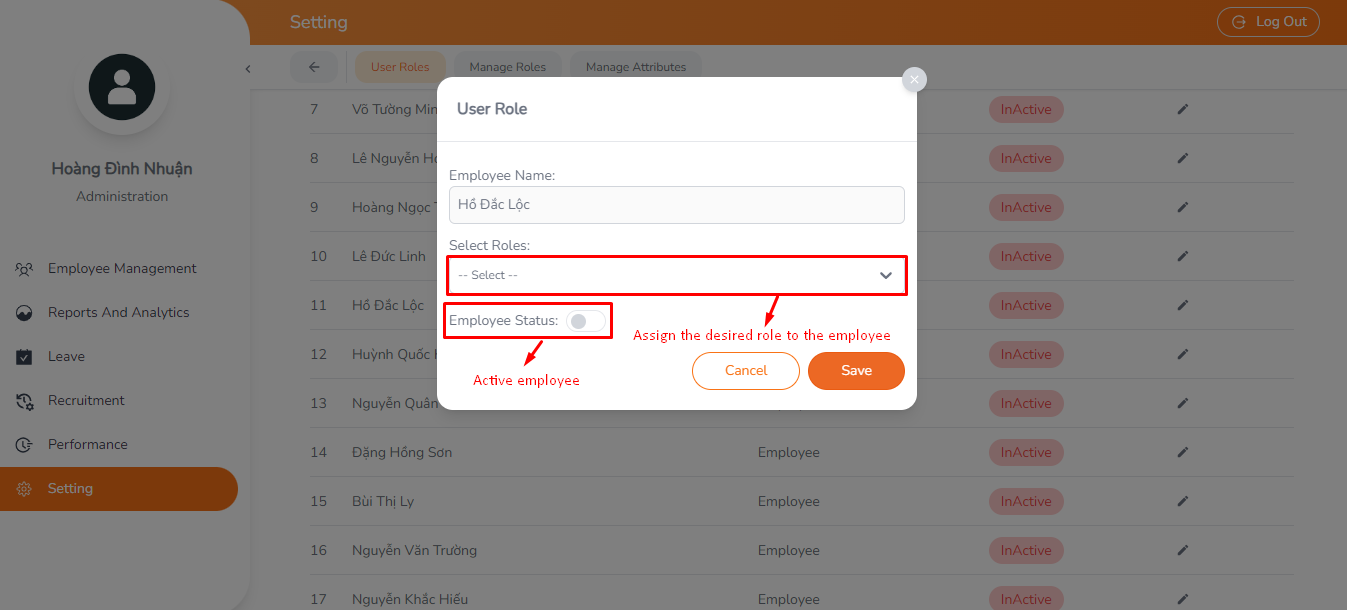 Setting
Log Out
User Roles
Manage Roles
Manage Attributes
Hoàng Đình Nhuận
Administration
Employee Management
Reports And Analytics
Leave
Recruitment
Performance
Setting
7 Võ Tường InActive
8 Lê Nguyễn InActive
9 Hoàng Ngọc InActive
10 Lê Đức Linh InActive
11 Hồ Đắc Lộc InActive
12 Huỳnh Quốc InActive
13 Nguyễn Quân InActive
14 Đặng Hồng Sơn Employee InActive
15 Bùi Thị Ly Employee InActive
16 Nguyễn Văn Trường Employee InActive
17 Nguyễn Khắc Hiếu Employee InActive
User Role
Employee Name:
Hồ Đắc Lộc
Select Roles:
-- Select --
Employee Status:
Assign the desired role to the employee
Active employee
Cancel
Save